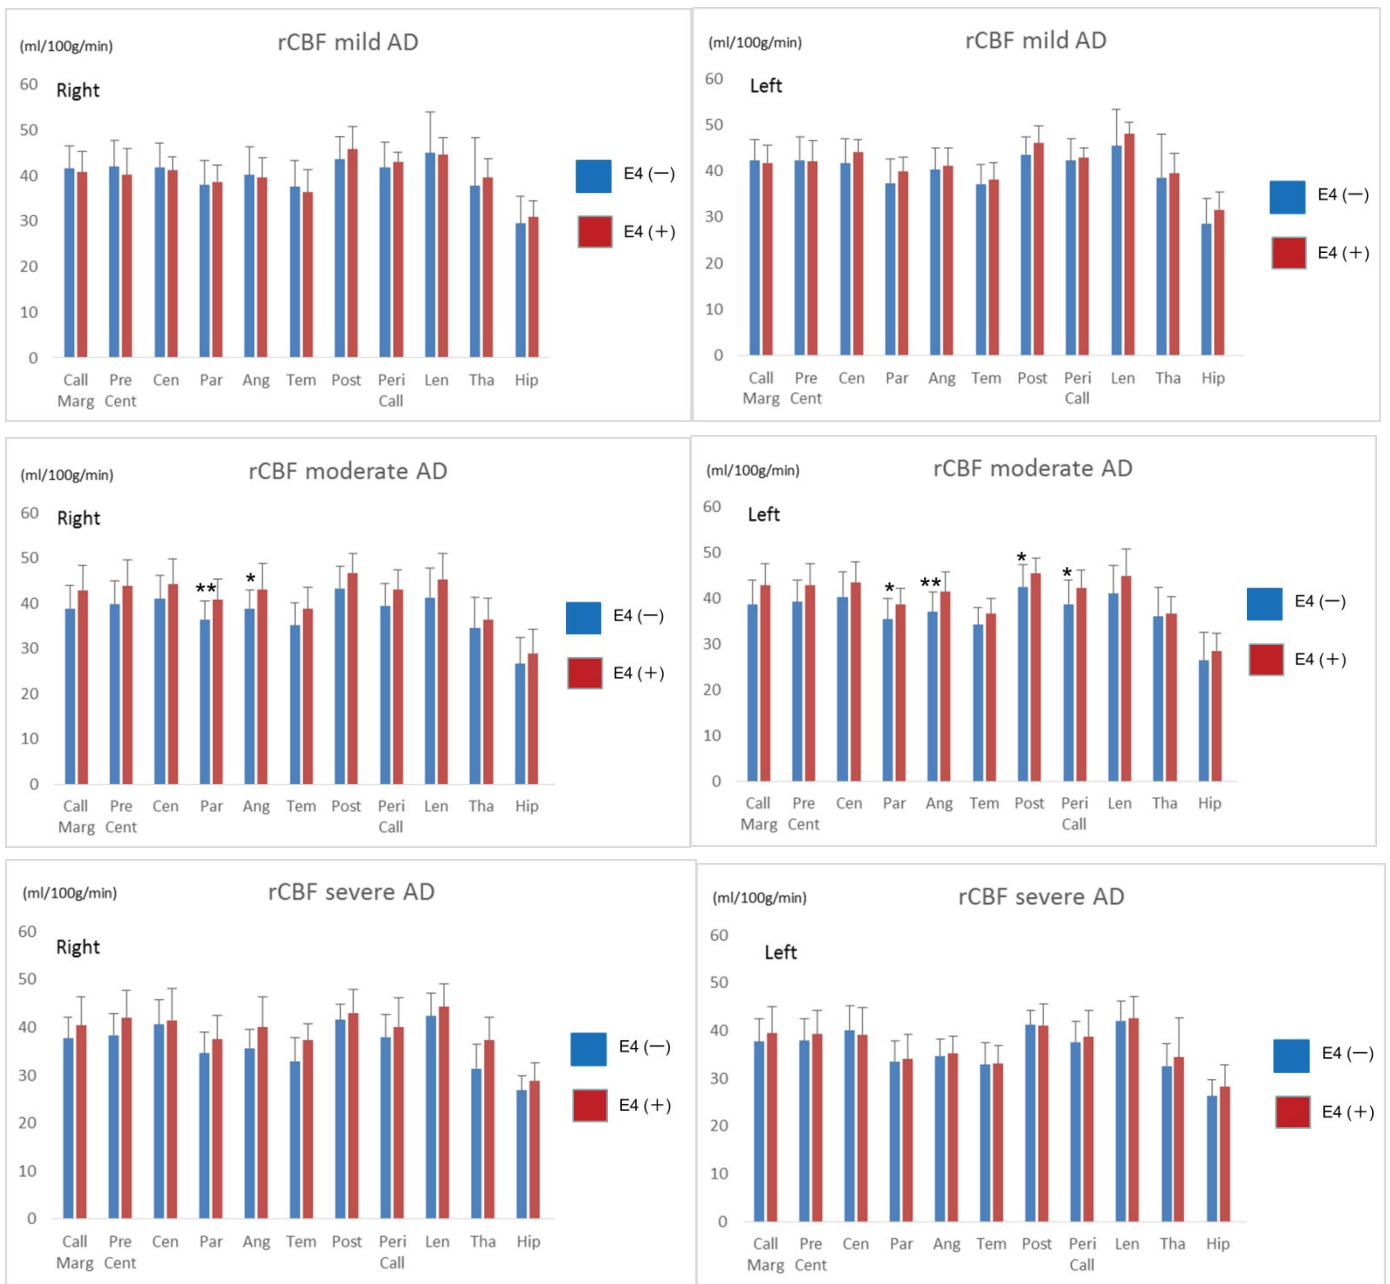 rCBF mild AD
(ml/100g/min)
Right
60
50
40
30
20
10
0
Call Pre Cen Par Ang Tem Post Peri Len Tha Hip
Marg Cent Call
E4 (−)
E4 (+)
rCBF mild AD
(ml/100g/min)
Left
60
50
40
30
20
10
0
Call Pre Cen Par Ang Tem Post Peri Len Tha Hip
Marg Cent Call
E4 (−)
E4 (+)
rCBF moderate AD
(ml/100g/min)
Right
60
50
40
30
20
10
0
** *
Call Pre Cen Par Ang Tem Post Peri Len Tha Hip
Marg Cent Call
E4 (−)
E4 (+)
rCBF moderate AD
(ml/100g/min)
Left
60
50
40
30
20
10
0
* ** * *
Call Pre Cen Par Ang Tem Post Peri Len Tha Hip
Marg Cent Call
E4 (−)
E4 (+)
rCBF severe AD
(ml/100g/min)
Right
60
50
40
30
20
10
0
Call Pre Cen Par Ang Tem Post Peri Len Tha Hip
Marg Cent Call
E4 (−)
E4 (+)
rCBF severe AD
(ml/100g/min)
Left
60
50
40
30
20
10
0
Call Pre Cen Par Ang Tem Post Peri Len Tha Hip
Marg Cent Call
E4 (−)
E4 (+)